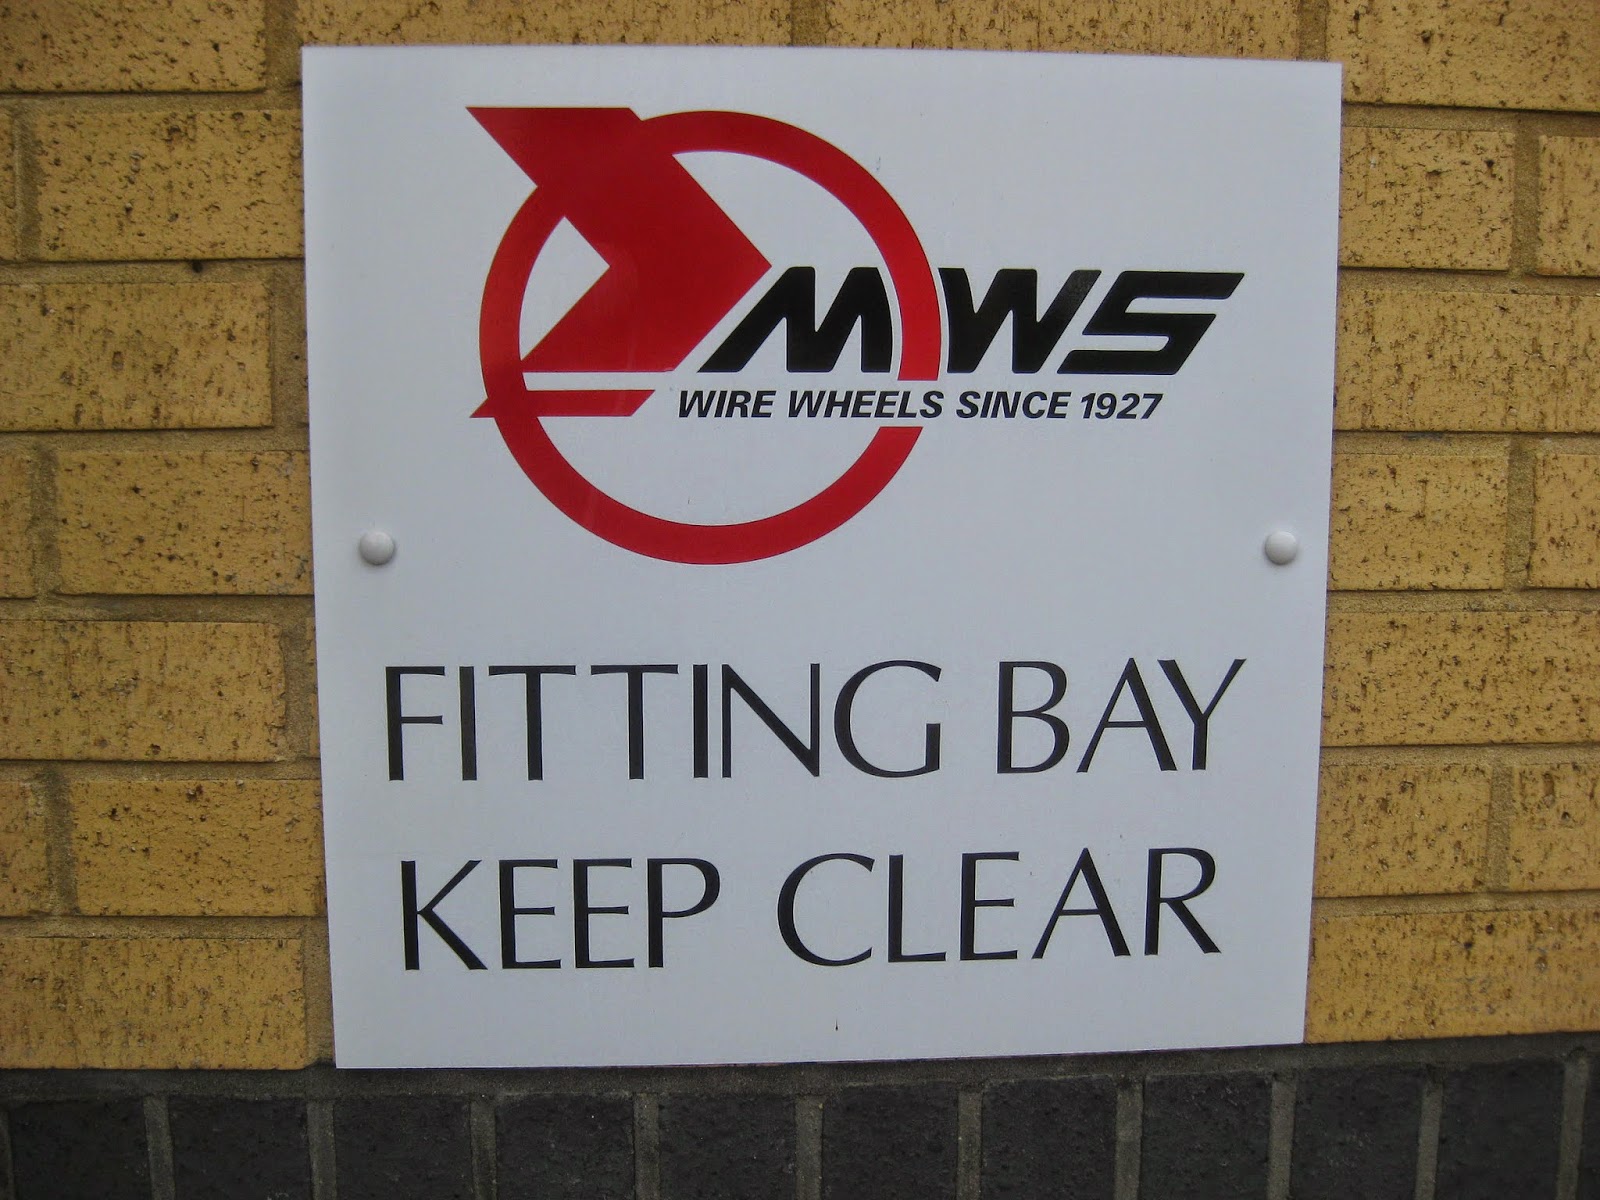 MWS
WIRE WHEELS SINCE 1927
FITTING BAY
KEEP CLEAR